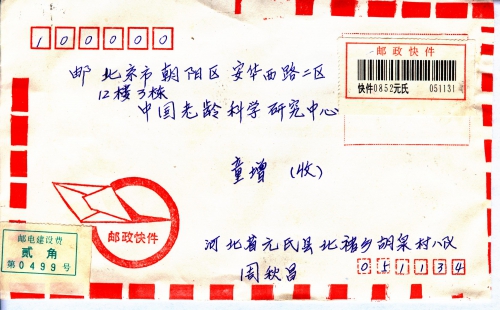 100000
邮政快件
快件0852元氏 051131
邮 北京市朝阳区 安华西路二区
12楼3栋
中国老龄科学研究中心
童增 (收)
邮政快件
邮电建设费
贰角
第0499号
河北省元氏县北褚乡胡家村八队
周秋昌
051134